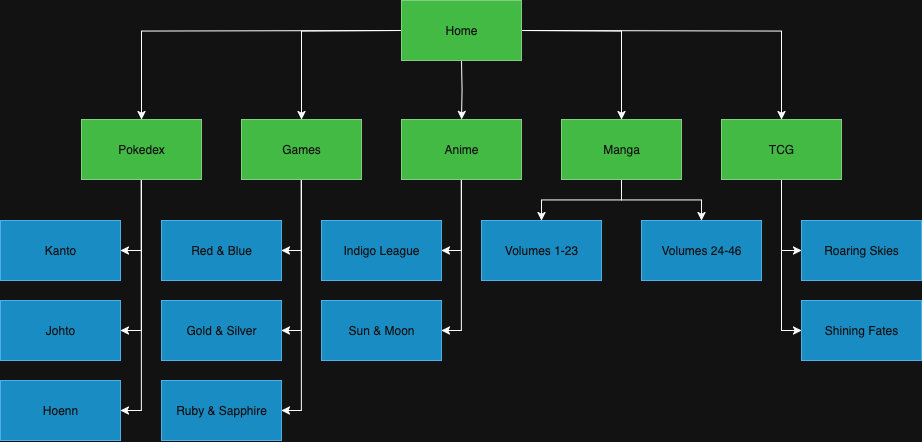 Home
Pokedex
Games
Anime
Manga
TCG
Kanto
Red & Blue
Indigo League
Volumes 1-23
Volumes 24-46
Roaring Skies
Johto
Gold & Silver
Sun & Moon
Shining Fates
Hoenn
Ruby & Sapphire